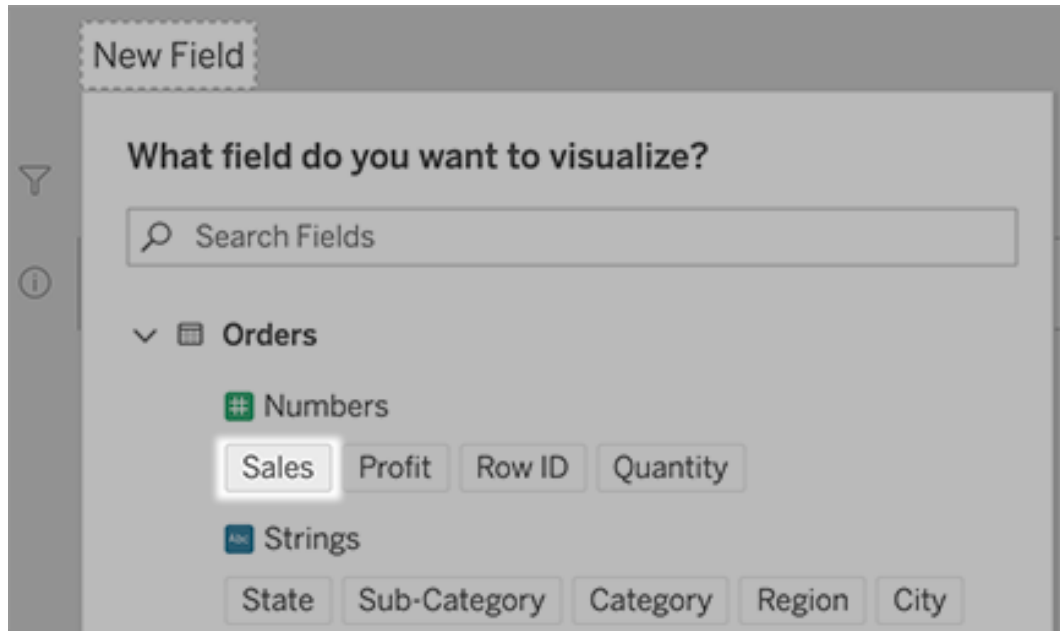 New Field
What field do you want to visualize?
Search Fields
Orders
# Numbers
Sales Profit Row ID Quantity
Abc Strings
State Sub-Category Category Region City